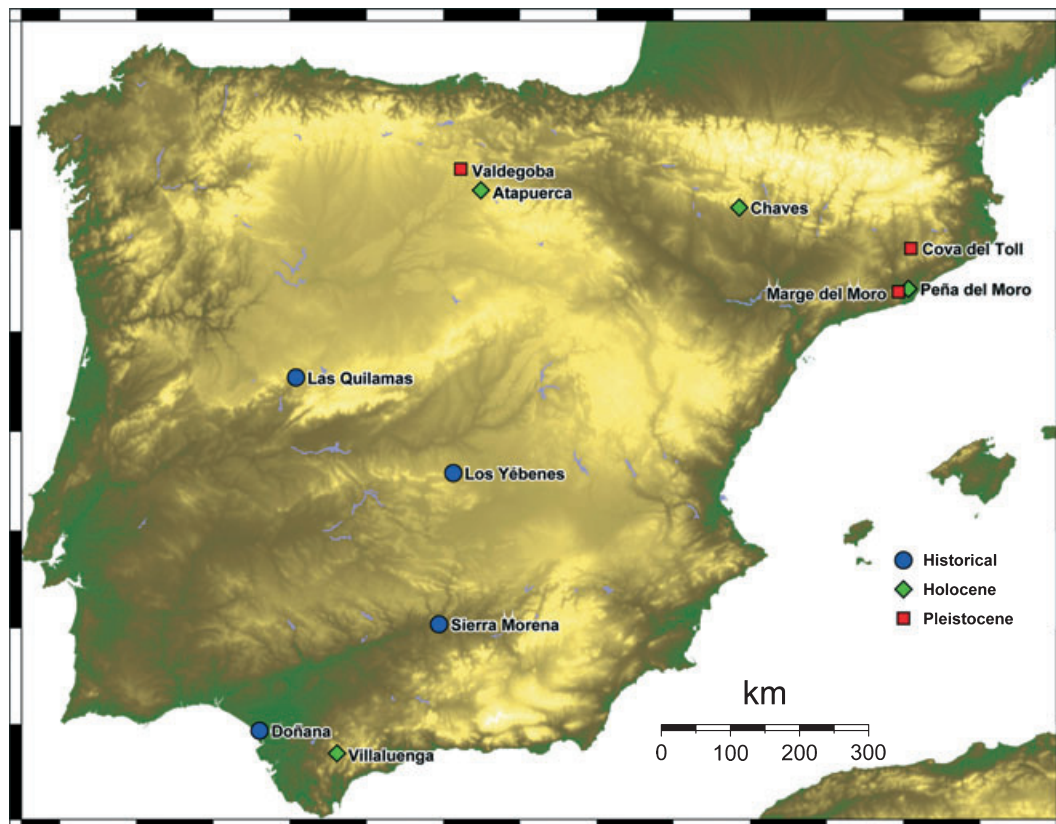 Valdegoba
Atapuerca
Chaves
Cova del Toll
Marge del Moro
Peña del Moro
Las Quilamas
Los Yébenes
Historical
Holocene
Pleistocene
Sierra Morena
km
0 100 200 300
Doñana
Villaluenga